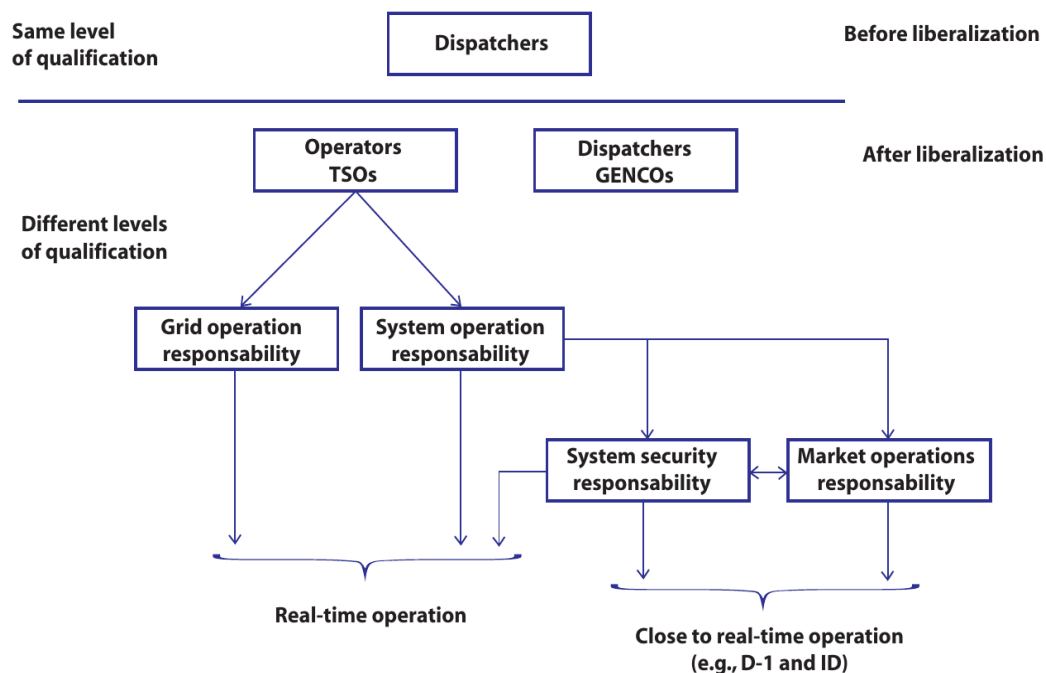 Same level
of qualification
Dispatchers
Before liberalization
Operators
TSOs
Dispatchers
GENCOs
After liberalization
Different levels
of qualification
Grid operation
responsability
System operation
responsability
System security
responsability
Market operations
responsability
Real-time operation
Close to real-time operation
(e.g., D-1 and ID)